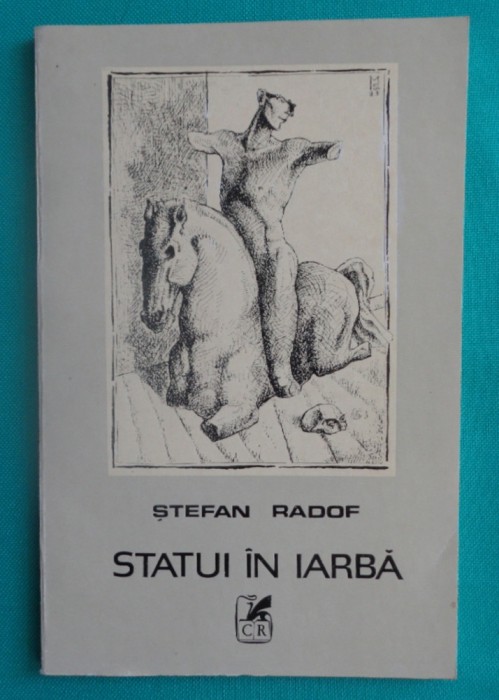 ȘTEFAN RADOF
STATUI ÎN IARBĂ
CR